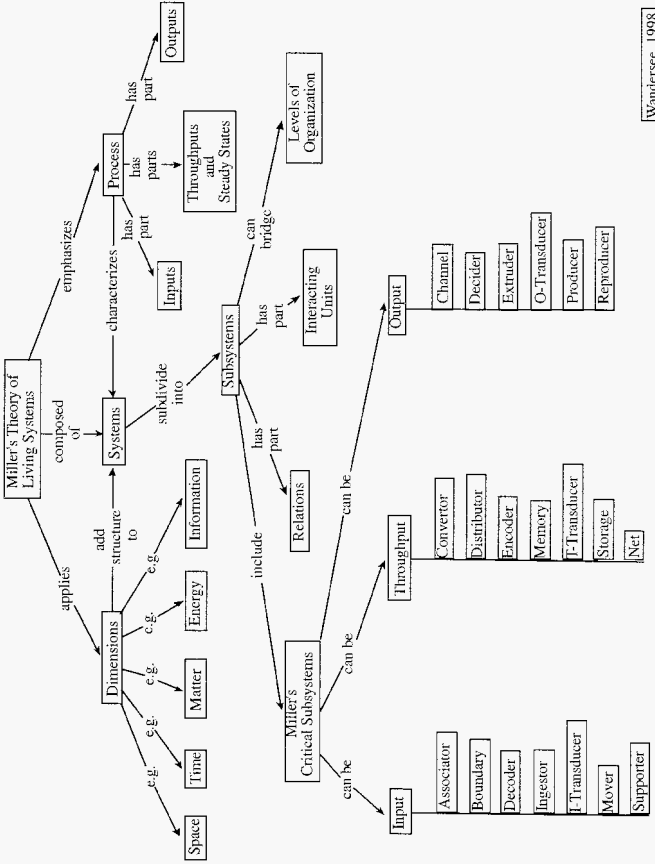 Miller's Theory of
Living Systems
applies
composed
of
emphasizes
Dimensions
add
structure
to
Systems
characterizes
Process
e.g.
e.g.
e.g.
e.g.
e.g.
Space
Time
Matter
Energy
Information
subdivide
into
has
part
has
parts
has
part
Inputs
Throughputs
and
Steady States
Outputs
Subsystems
include
has
part
has
part
can
bridge
Relations
Interacting
Units
Levels of
Organization
Miller's
Critical Subsystems
can be
can be
can be
Input
Throughput
Output
Associator
Boundary
Decoder
Ingestor
I-Transducer
Mover
Supporter
Convertor
Distributor
Encoder
Memory
T-Transducer
Storage
Net
Channel
Decider
Extruder
O-Transducer
Producer
Reproducer
Wandersee, 1998